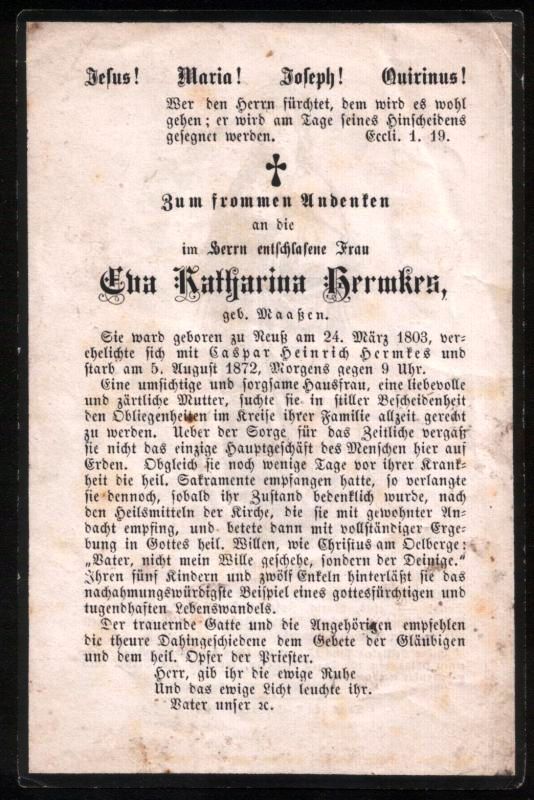 Jesus! Maria! Joseph! Quirinus!
Wer den Herrn fürchtet, dem wird es wohl
gehen; er wird am Tage seines Hinscheidens
gesegnet werden. Eccli. 1. 19.
Zum frommen Andenken
an die
im Herrn entschlafene Frau
Eva Katharina Hermkes,
geb. Maaßen.
Sie ward geboren zu Neuß am 24. März 1803, ver-
ehelichte sich mit Caspar Heinrich Hermkes und
starb am 5. August 1872, Morgens gegen 9 Uhr.
Eine umsichtige und sorgsame Hausfrau, eine liebevolle
und zärtliche Mutter, suchte sie in stiller Bescheidenheit
den Obliegenheiten im Kreise ihrer Familie allzeit gerecht
zu werden. Ueber der Sorge für das Zeitliche vergaß
sie nicht das einzige Hauptgeschäft des Menschen hier auf
Erden. Obgleich sie noch wenige Tage vor ihrer Krank-
heit die heil. Sakramente empfangen hatte, so verlangte
sie dennoch, sobald ihr Zustand bedenklich wurde, nach
den Heilsmitteln der Kirche, die sie mit gewohnter An-
dacht empfing, und betete dann mit vollständiger Erge-
bung in Gottes heil. Willen, wie Christus am Oelberge:
„Vater, nicht mein Wille geschehe, sondern der Deinige.“
Ihren fünf Kindern und zwölf Enkeln hinterläßt sie das
nachahmungswürdigste Beispiel eines gottesfürchtigen und
tugendhaften Lebenswandels.
Der trauernde Gatte und die Angehörigen empfehlen
die theure Dahingeschiedene dem Gebete der Gläubigen
und dem heil. Opfer der Priester.
Herr, gib ihr die ewige Ruhe
Und das ewige Licht leuchte ihr.
Vater unser ꝛc.